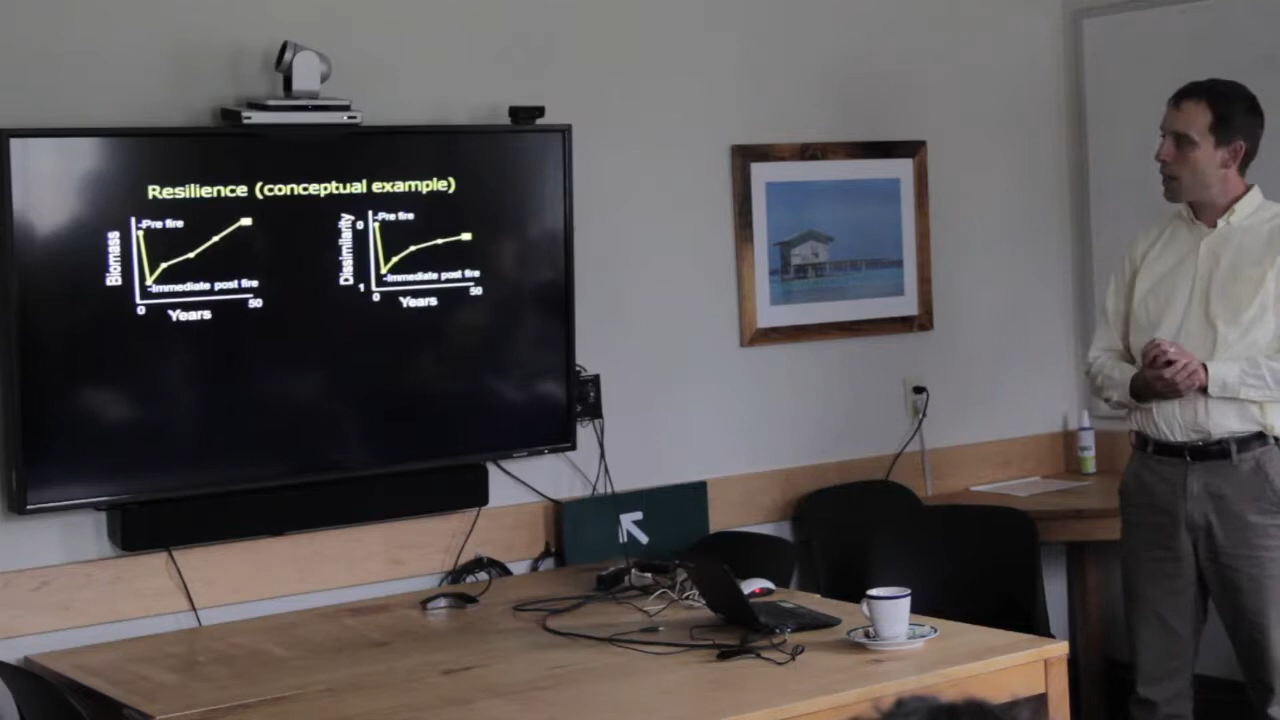 Resilience (conceptual example)
Biomass
-Pre fire
-Immediate post fire
0
50
Years
Dissimilarity
0
1
-Pre fire
-Immediate post fire
0
50
Years